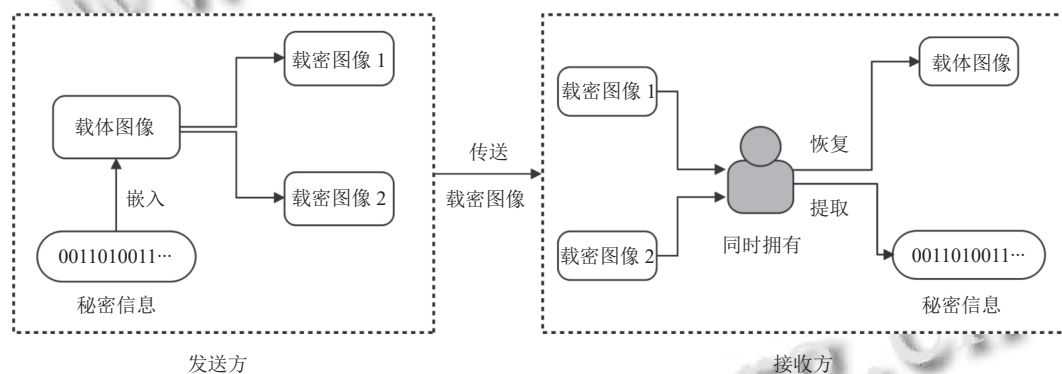 载密图像 1
载体图像
嵌入
载密图像 2
0011010011…
秘密信息
发送方
传送
载密图像
载密图像 1
载体图像
恢复
提取
同时拥有
载密图像 2
0011010011…
秘密信息
接收方